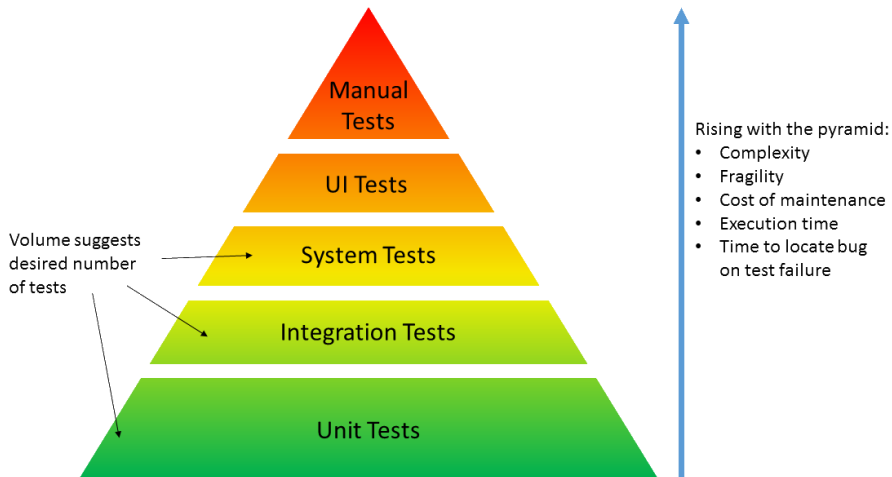 Manual
Tests
UI Tests
System Tests
Integration Tests
Unit Tests
Volume suggests
desired number
of tests
Rising with the pyramid:
• Complexity
• Fragility
• Cost of maintenance
• Execution time
• Time to locate bug
on test failure